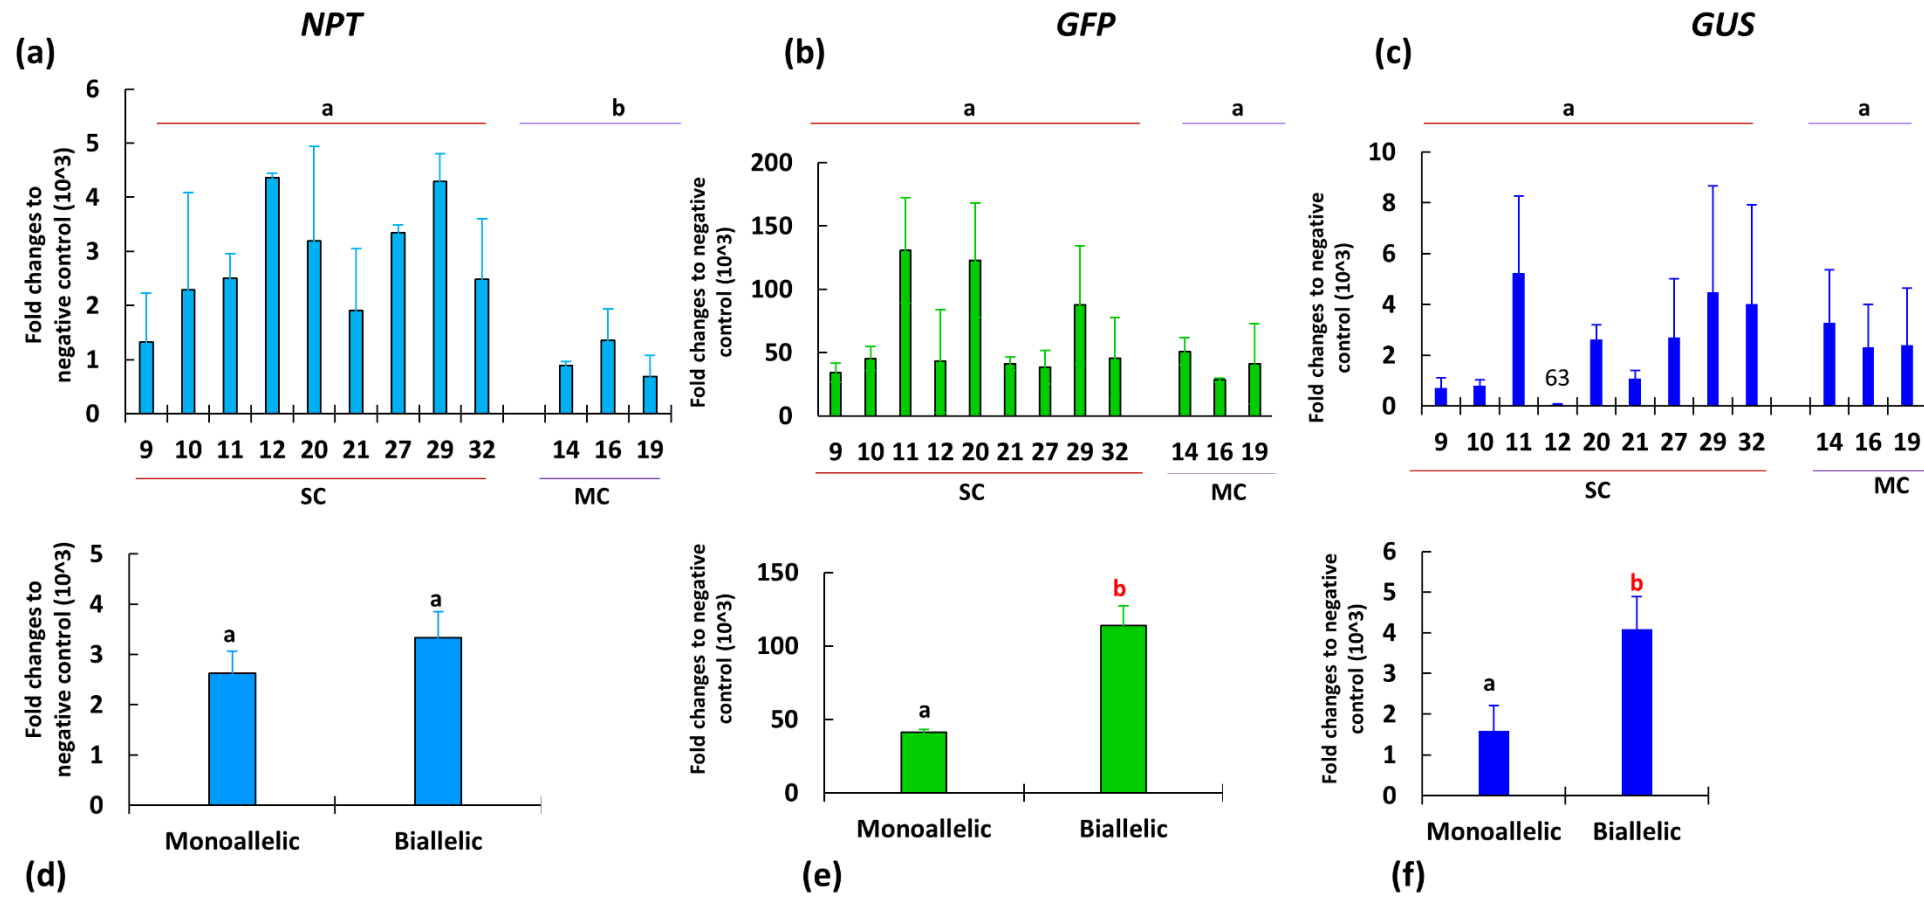 NPT
GFP
GUS
(a)
(b)
(c)
Fold changes to
negative control (10^3)
6
5
4
3
2
1
0
a
b
9 10 11 12 20 21 27 29 32 14 16 19
SC
MC
Fold changes to negative
control (10^3)
200
150
100
50
0
a
a
9 10 11 12 20 21 27 29 32 14 16 19
SC
MC
Fold changes to negative
control (10^3)
10
8
6
4
2
0
a
a
63
9 10 11 12 20 21 27 29 32 14 16 19
SC
MC
Fold changes to
negative control (10^3)
5
4
3
2
1
0
a
a
Monoallelic Biallelic
(d)
Fold changes to negative
control (10^3)
150
100
50
0
a
b
Monoallelic Biallelic
(e)
Fold changes to negative
control (10^3)
6
5
4
3
2
1
0
a
b
Monoallelic Biallelic
(f)